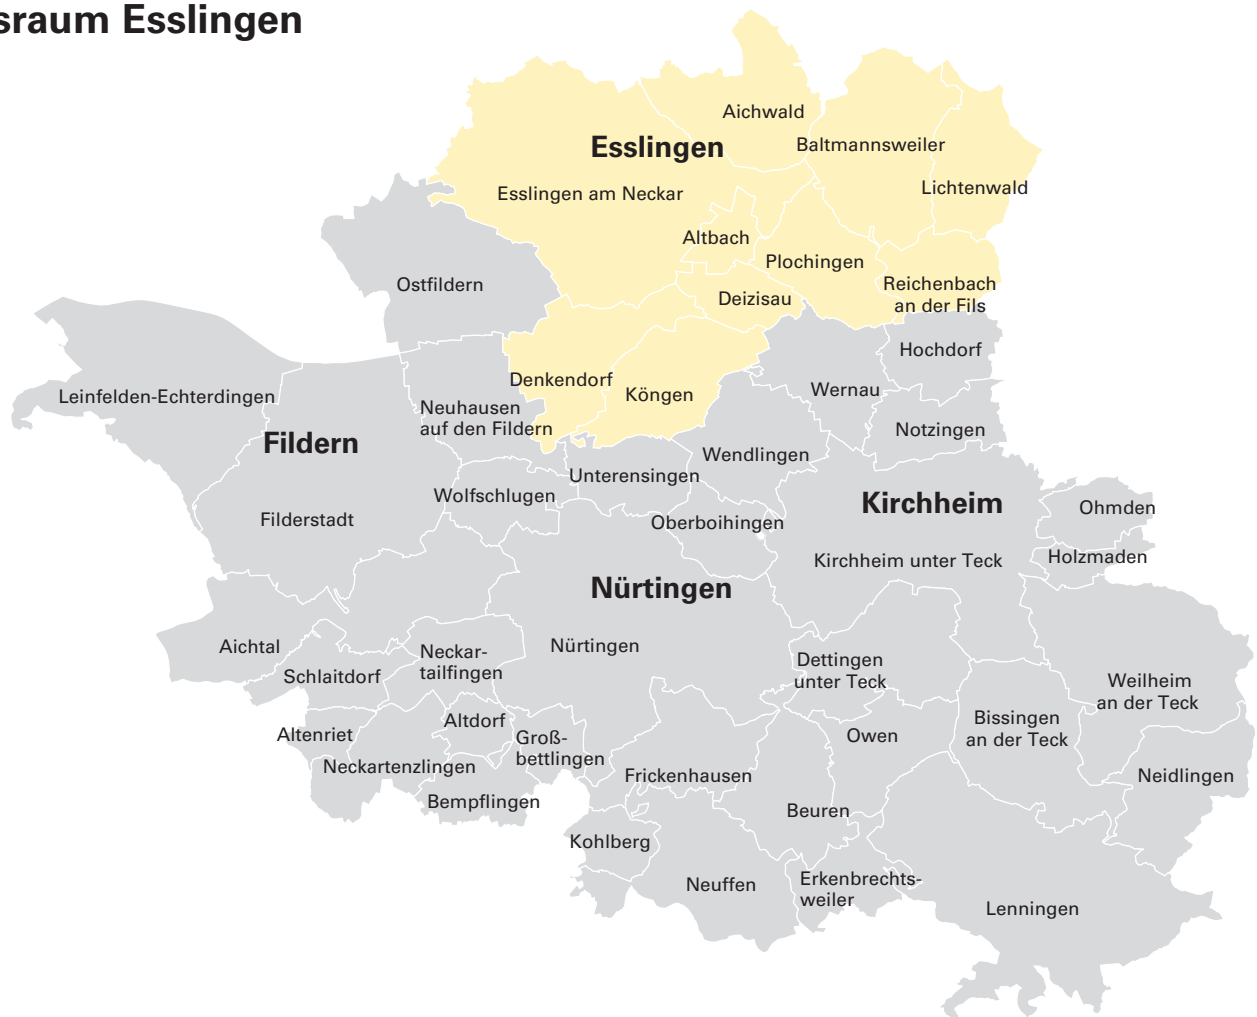 sraum Esslingen
Aichwald
Esslingen
Baltmannsweiler
Lichtenwald
Esslingen am Neckar
Altbach
Plochingen
Ostfildern
Deizisau
Reichenbach
an der Fils
Hochdorf
Denkendorf
Köngen
Wernau
Leinfelden-Echterdingen
Neuhausen
auf den Fildern
Notzingen
Fildern
Wendlingen
Unterensingen
Wolfschlugen
Kirchheim
Ohmden
Filderstadt
Oberboihingen
Kirchheim unter Teck
Holzmaden
Nürtingen
Aichtal
Nürtingen
Neckar-
tailfingen
Schlaitdorf
Dettingen
unter Teck
Weilheim
an der Teck
Altenriet
Altdorf
Groß-
bettlingen
Owen
Bissingen
an der Teck
Neckartenzlingen
Frickenhausen
Neidlingen
Bempflingen
Beuren
Kohlberg
Neuffen
Erkenbrechts-
weiler
Lenningen